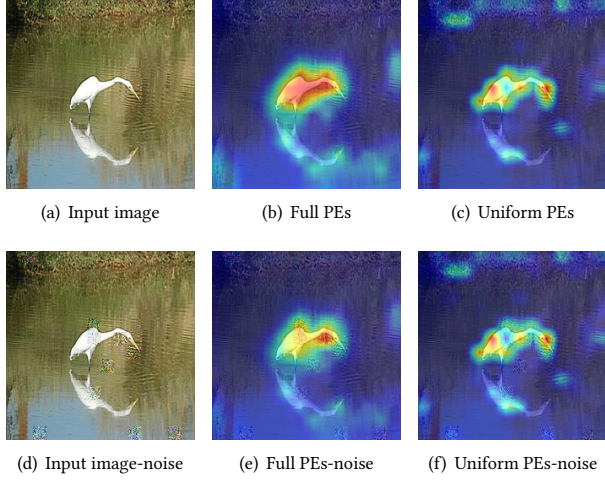 (a) Input image
(b) Full PEs
(c) Uniform PEs
(d) Input image-noise
(e) Full PEs-noise
(f) Uniform PEs-noise